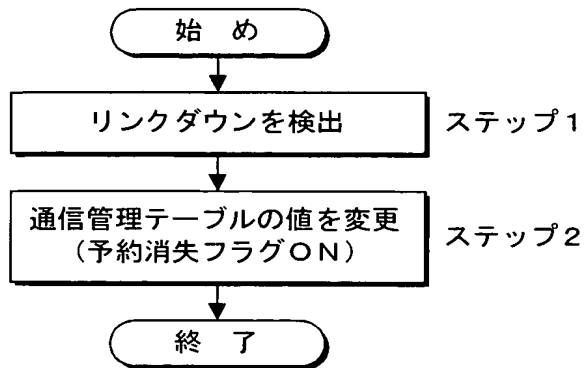 始　め
リンクダウンを検出
ステップ１
通信管理テーブルの値を変更
（予約消失フラグＯＮ）
ステップ２
終　了